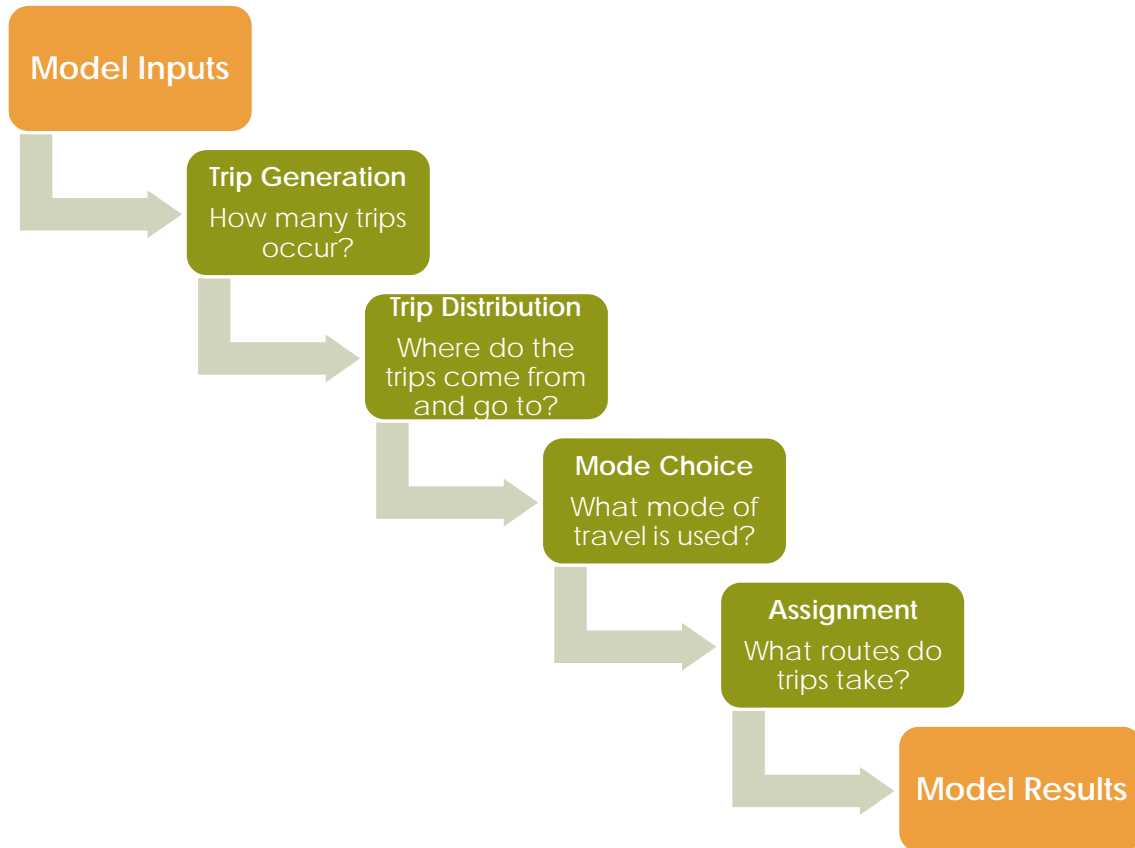 Model Inputs
Trip Generation
How many trips
occur?
Trip Distribution
Where do the
trips come from
and go to?
Mode Choice
What mode of
travel is used?
Assignment
What routes do
trips take?
Model Results